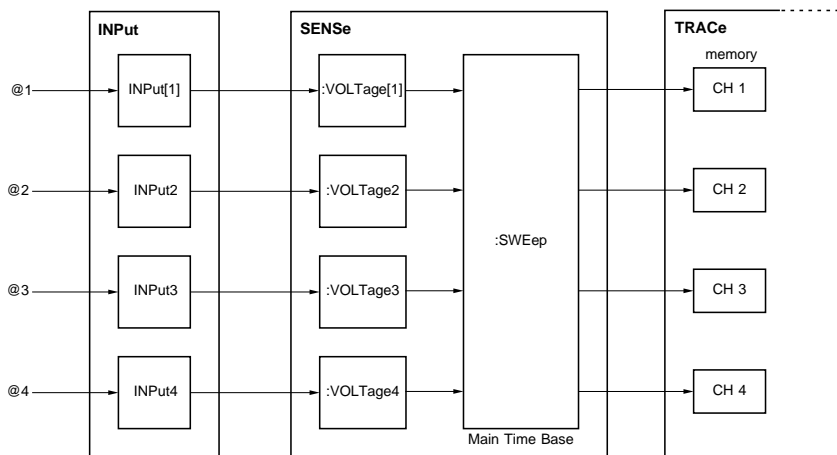 INPut
SENSe
TRACe
memory
@1
INPut[1]
:VOLTage[1]
CH 1
@2
INPut2
:VOLTage2
CH 2
:SWEep
@3
INPut3
:VOLTage3
CH 3
@4
INPut4
:VOLTage4
CH 4
Main Time Base